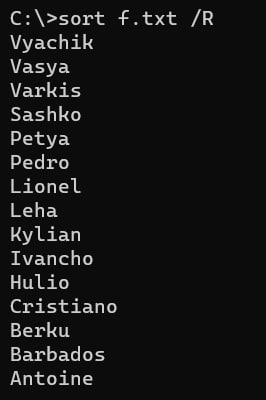 C:\>sort f.txt /R
Vyachik
Vasya
Varkis
Sashko
Petya
Pedro
Lionel
Leha
Kylian
Ivancho
Hulio
Cristiano
Berku
Barbados
Antoine